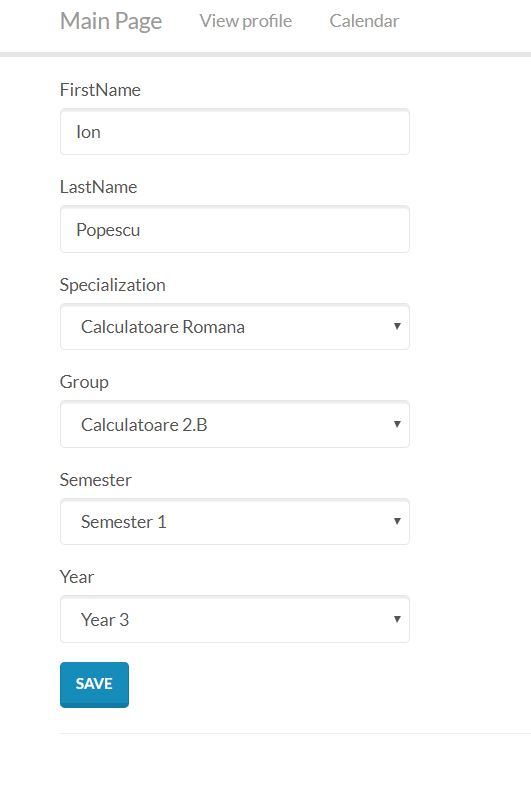 Main Page View profile Calendar
FirstName
Ion
LastName
Popescu
Specialization
Calculatoare Romana
Group
Calculatoare 2.B
Semester
Semester 1
Year
Year 3
SAVE